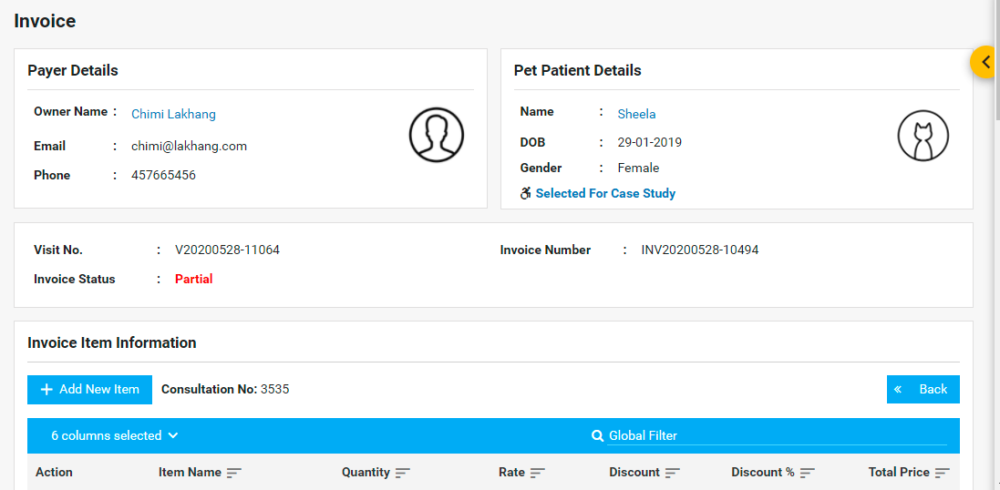 Invoice
Payer Details
Owner Name : Chimi Lakhang
Email : chimi@lakhang.com
Phone : 457665456
Pet Patient Details
Name : Sheela
DOB : 29-01-2019
Gender : Female
Selected For Case Study
Visit No. : V20200528-11064
Invoice Number : INV20200528-10494
Invoice Status : Partial
Invoice Item Information
+ Add New Item Consultation No: 3535 « Back
6 columns selected Global Filter
Action Item Name Quantity Rate Discount Discount % Total Price